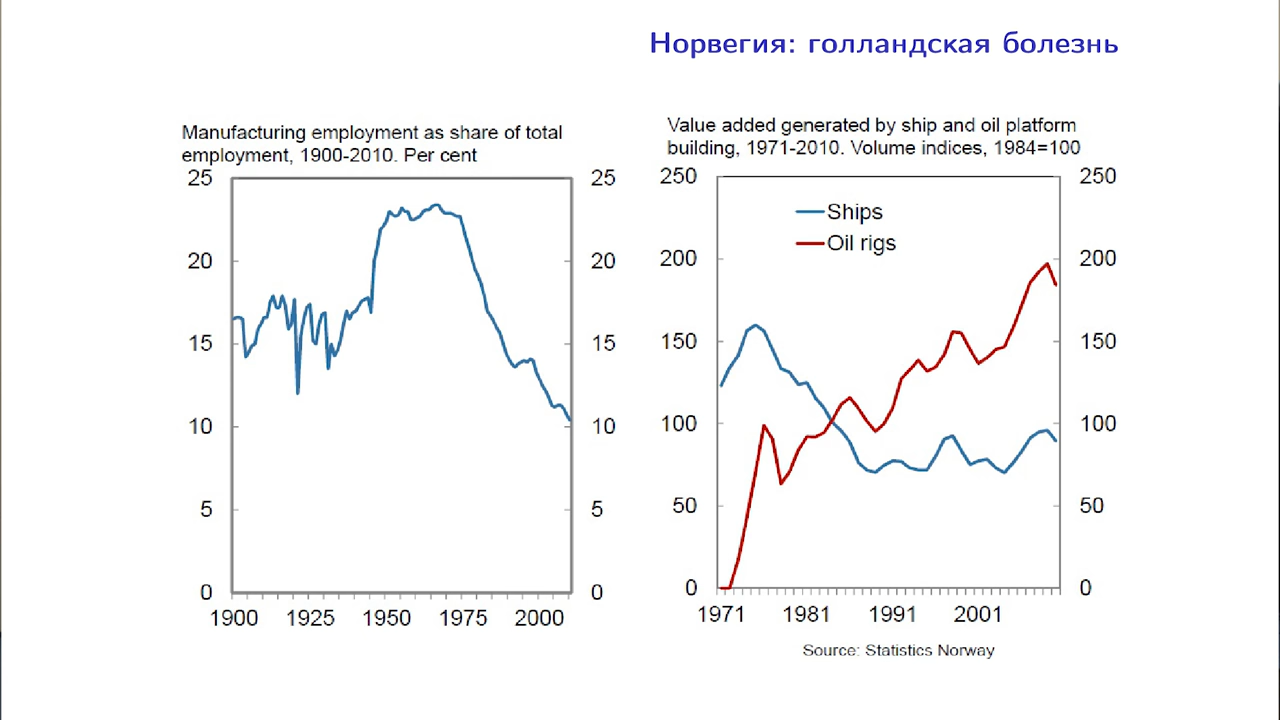 Норвегия: голландская болезнь
Manufacturing employment as share of total
employment, 1900-2010. Per cent
25 25
20 20
15 15
10 10
5 5
0 0
1900 1925 1950 1975 2000
Value added generated by ship and oil platform
building, 1971-2010. Volume indices, 1984=100
250 250
Ships
Oil rigs
200 200
150 150
100 100
50 50
0 0
1971 1981 1991 2001
Source: Statistics Norway